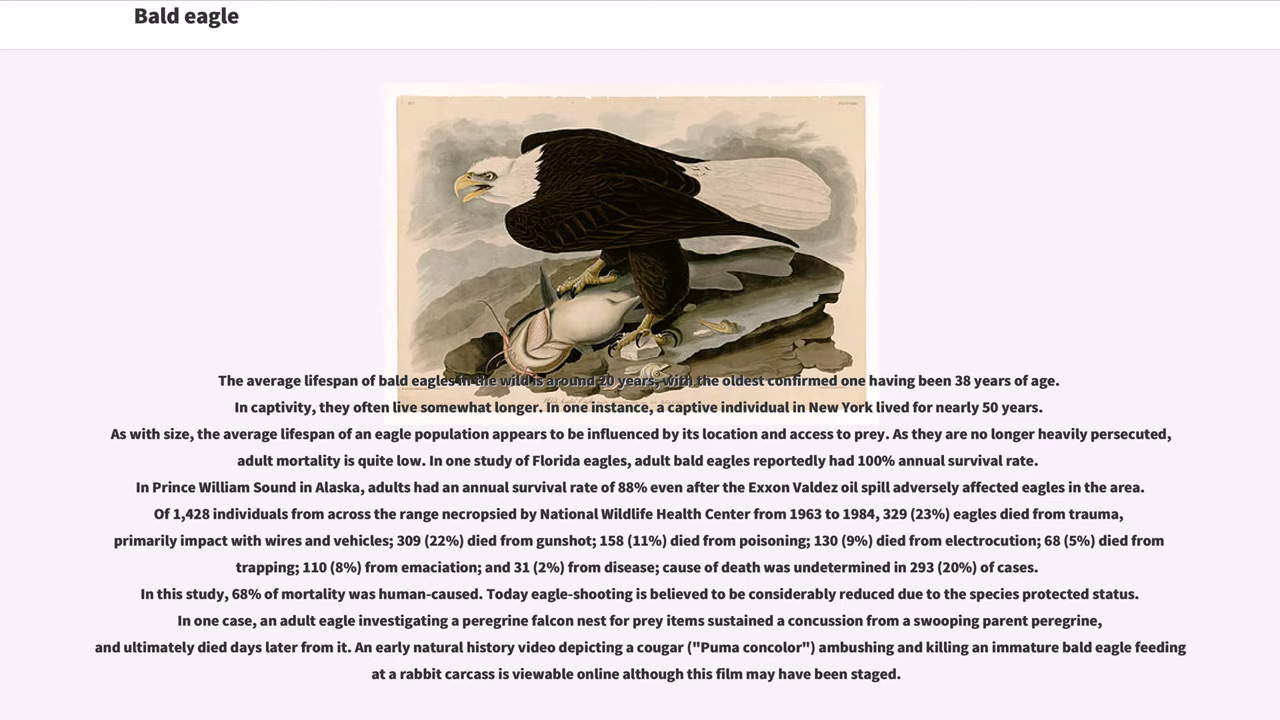 Bald eagle
The average lifespan of bald eagles in the wild is around 20 years, with the oldest confirmed one having been 38 years of age.
In captivity, they often live somewhat longer. In one instance, a captive individual in New York lived for nearly 50 years.
As with size, the average lifespan of an eagle population appears to be influenced by its location and access to prey. As they are no longer heavily persecuted,
adult mortality is quite low. In one study of Florida eagles, adult bald eagles reportedly had 100% annual survival rate.
In Prince William Sound in Alaska, adults had an annual survival rate of 88% even after the Exxon Valdez oil spill adversely affected eagles in the area.
Of 1,428 individuals from across the range necropsied by National Wildlife Health Center from 1963 to 1984, 329 (23%) eagles died from trauma,
primarily impact with wires and vehicles; 309 (22%) died from gunshot; 158 (11%) died from poisoning; 130 (9%) died from electrocution; 68 (5%) died from
trapping; 110 (8%) from emaciation; and 31 (2%) from disease; cause of death was undetermined in 293 (20%) of cases.
In this study, 68% of mortality was human-caused. Today eagle-shooting is believed to be considerably reduced due to the species protected status.
In one case, an adult eagle investigating a peregrine falcon nest for prey items sustained a concussion from a swooping parent peregrine,
and ultimately died days later from it. An early natural history video depicting a cougar ("Puma concolor") ambushing and killing an immature bald eagle feeding
at a rabbit carcass is viewable online although this film may have been staged.